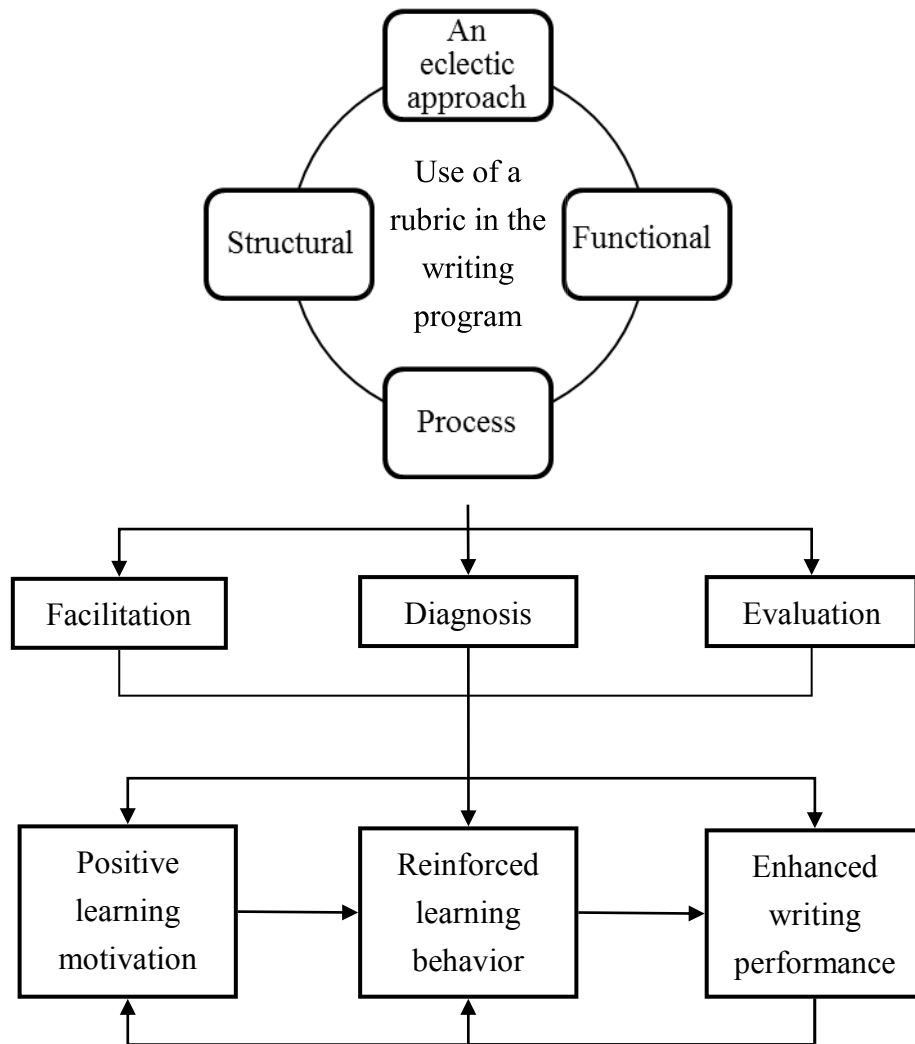 An
eclectic
approach
Use of a
rubric in the
writing
program
Structural
Functional
Process
Facilitation
Diagnosis
Evaluation
Positive
learning
motivation
Reinforced
learning
behavior
Enhanced
writing
performance